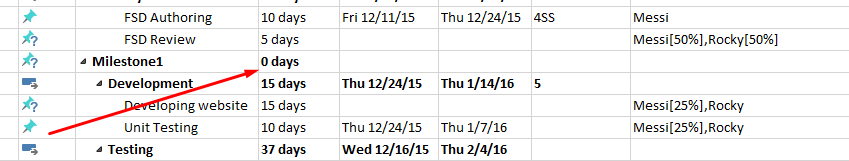 FSD Authoring 10 days Fri 12/11/15 Thu 12/24/15 4SS Messi
FSD Review 5 days Messi[50%],Rocky[50%]
Milestone1 0 days
Development 15 days Thu 12/24/15 Thu 1/14/16 5
Developing website 15 days Messi[25%],Rocky
Unit Testing 10 days Thu 12/24/15 Thu 1/7/16 Messi[25%],Rocky
Testing 37 days Wed 12/16/15 Thu 2/4/16